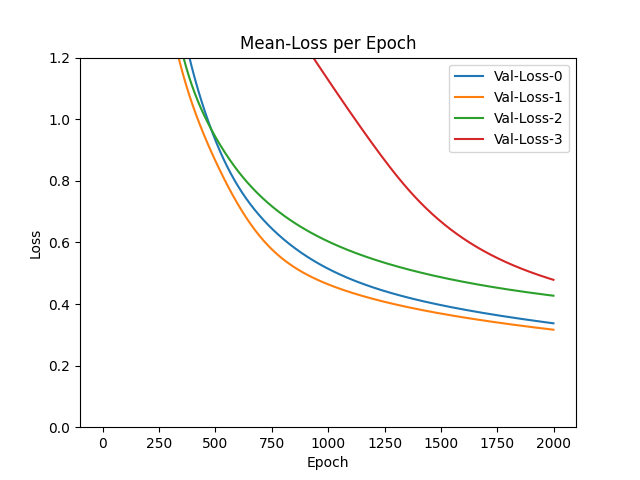 Mean-Loss per Epoch
1.2
1.0
0.8
0.6
0.4
0.2
0.0
Loss
Val-Loss-0
Val-Loss-1
Val-Loss-2
Val-Loss-3
0 250 500 750 1000 1250 1500 1750 2000
Epoch